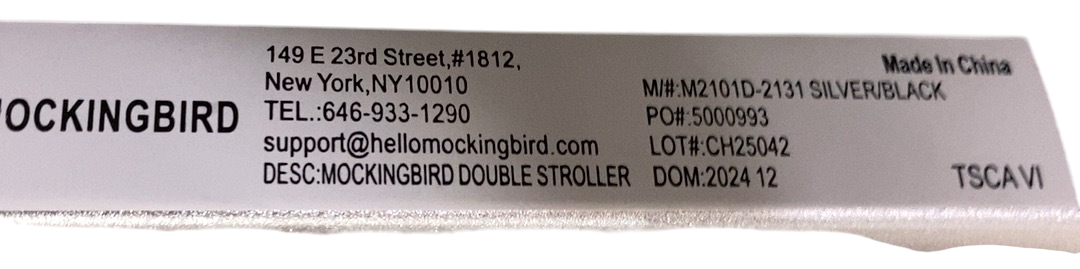 OCKINGBIRD
149 E 23rd Street,#1812,
New York,NY10010
TEL.:646-933-1290
support@hellomockingbird.com
DESC:MOCKINGBIRD DOUBLE STROLLER
Made In China
M/#:M2101D-2131 SILVER/BLACK
PO#:5000993
LOT#:CH25042
DOM:2024 12
TSCA VI